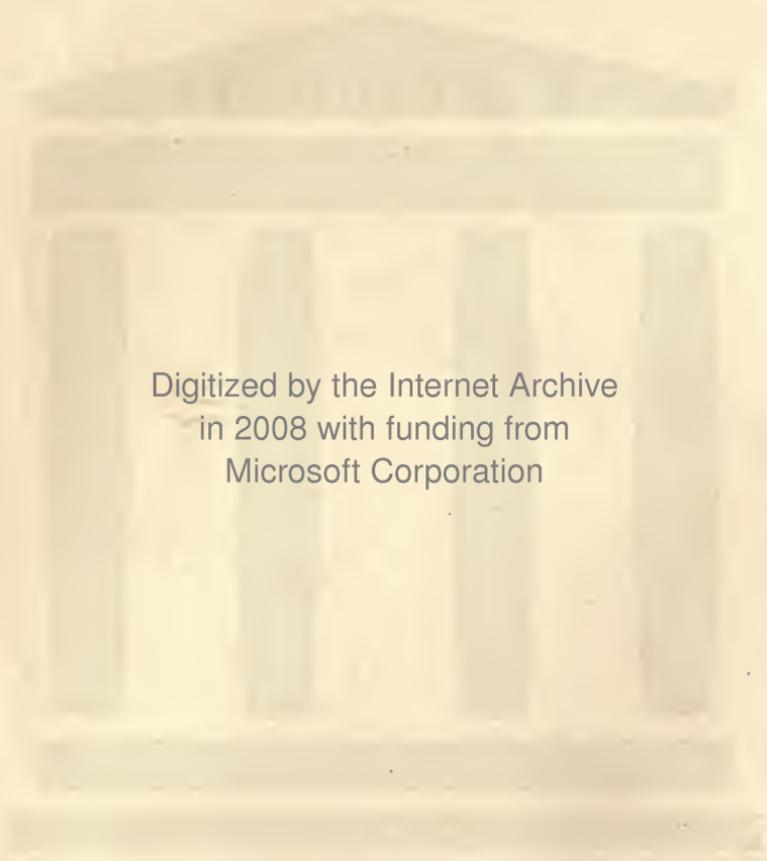 Digitized by the Internet Archive
in 2008 with funding from
Microsoft Corporation